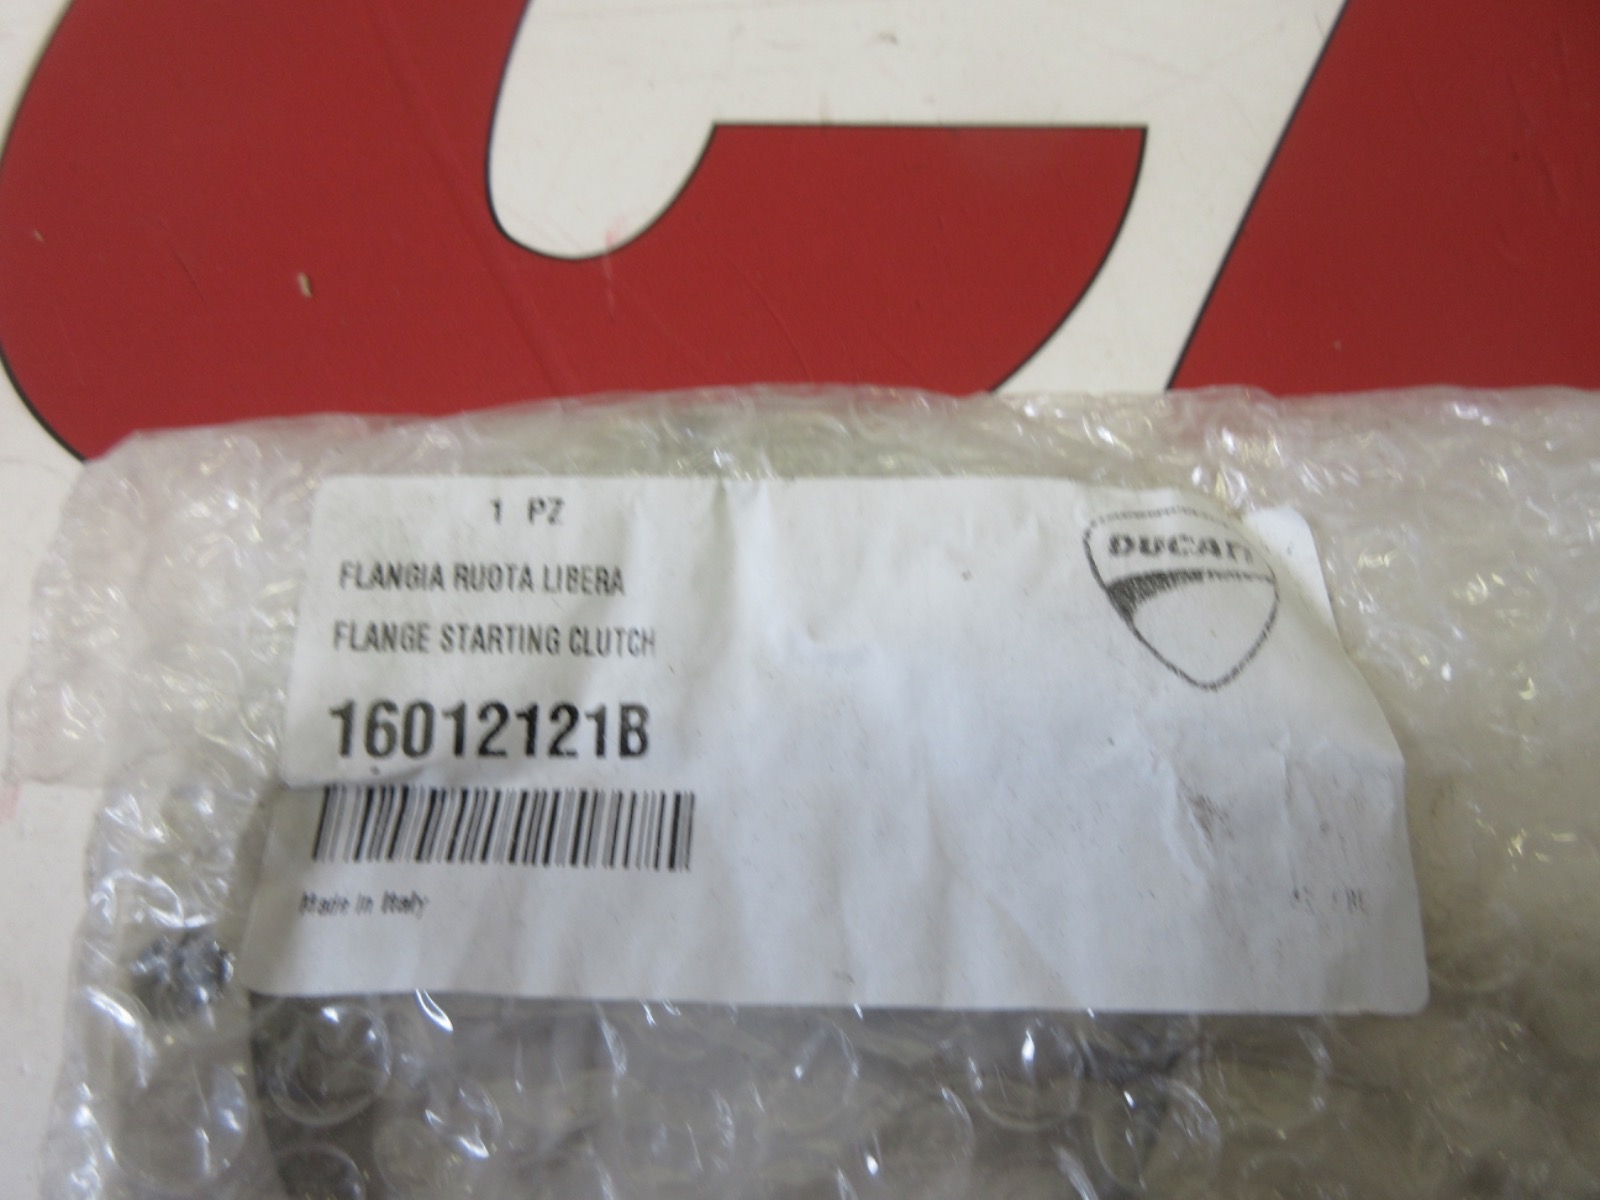 1 PZ
DUCATI
FLANGIA RUOTA LIBERA
FLANGE STARTING CLUTCH
16012121B
Made in Italy